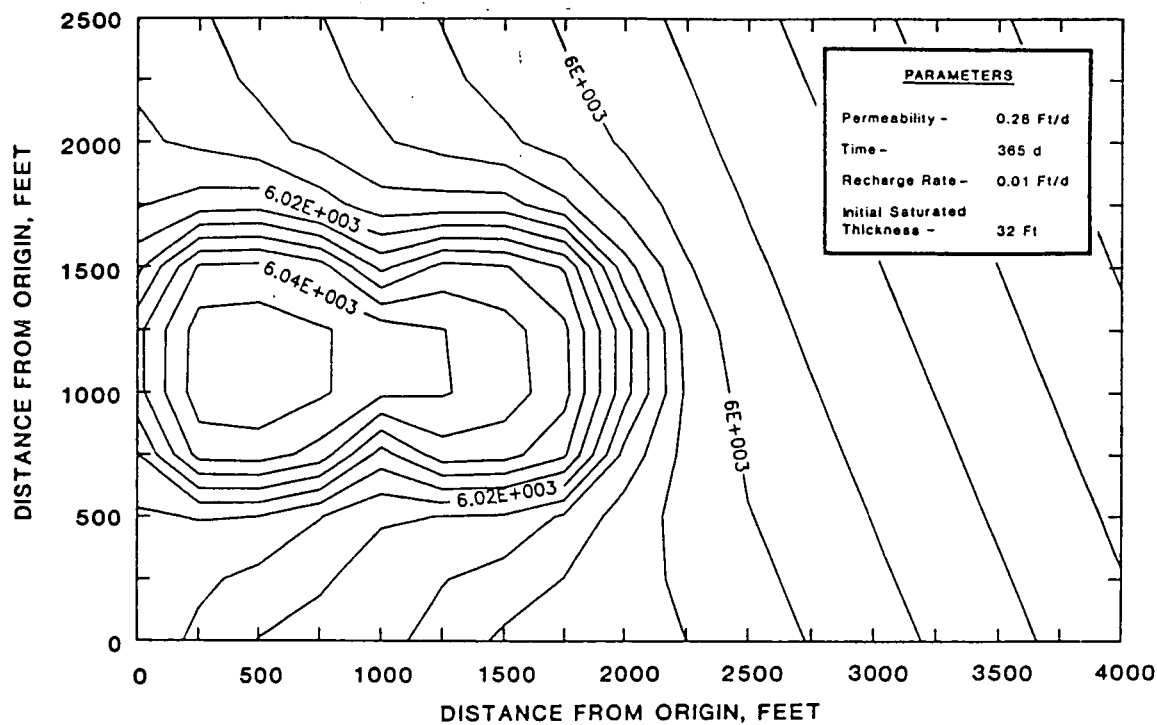 2500
2000
1500
1000
500
0
DISTANCE FROM ORIGIN, FEET
6E+003
6.02E+003
6.04E+003
6E+003
6.02E+003
PARAMETERS
Permeability - 0.28 Ft/d
Time - 365 d
Recharge Rate - 0.01 Ft/d
Initial Saturated
Thickness - 32 Ft
0 500 1000 1500 2000 2500 3000 3500 4000
DISTANCE FROM ORIGIN, FEET